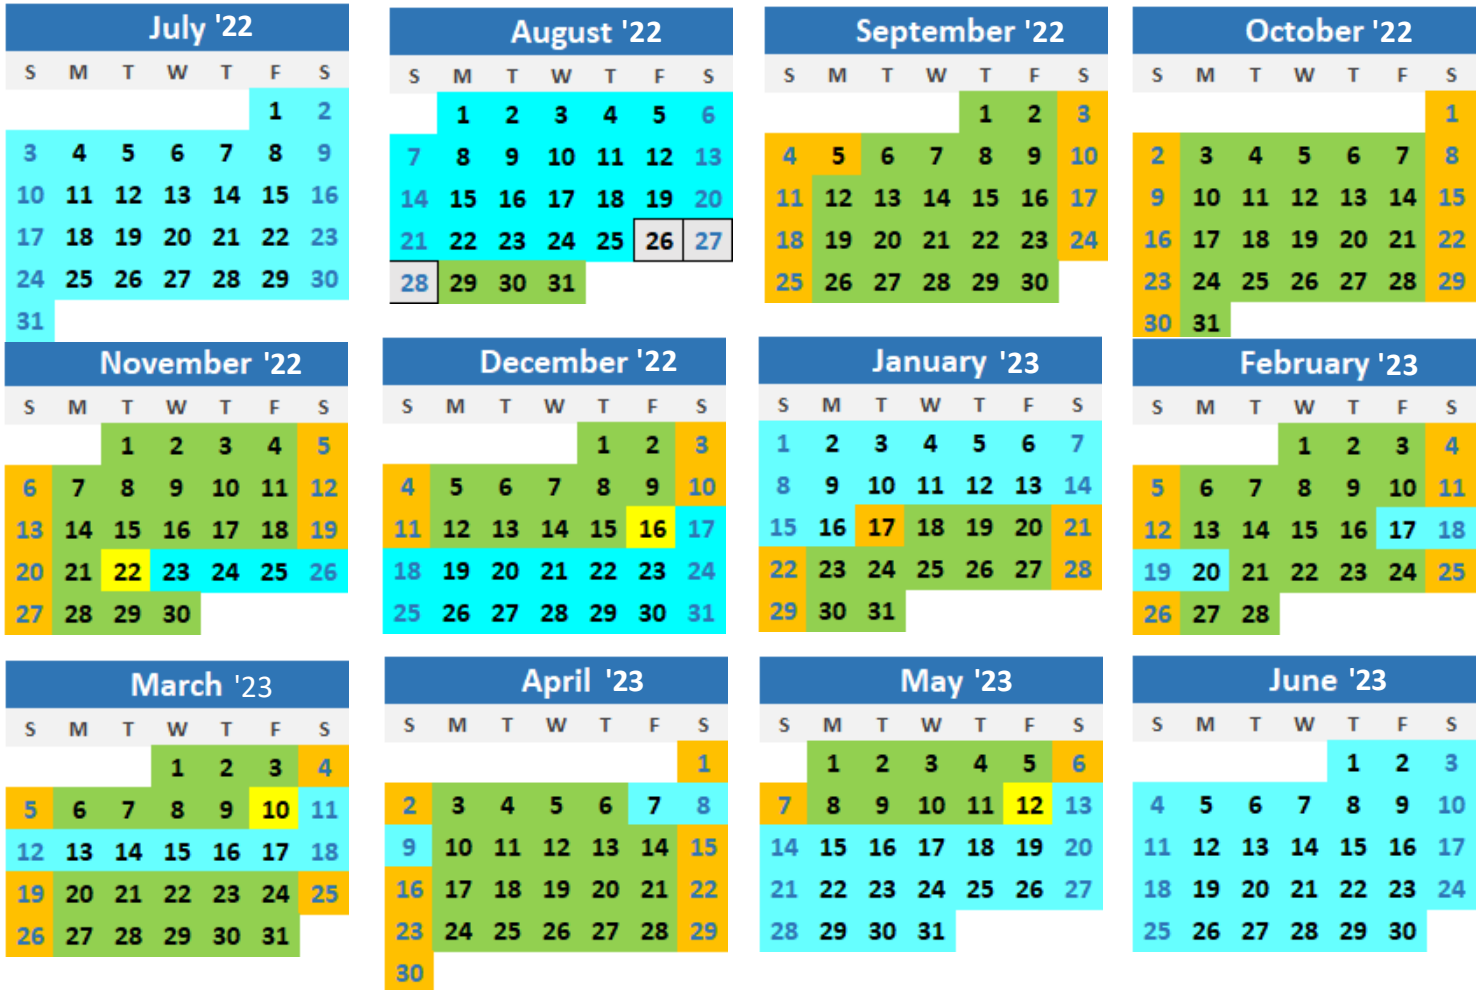 July '22
S M T W T F S
1 2
3 4 5 6 7 8 9
10 11 12 13 14 15 16
17 18 19 20 21 22 23
24 25 26 27 28 29 30
31
August '22
S M T W T F S
1 2 3 4 5 6
7 8 9 10 11 12 13
14 15 16 17 18 19 20
21 22 23 24 25 26 27
28 29 30 31
September '22
S M T W T F S
1 2 3
4 5 6 7 8 9 10
11 12 13 14 15 16 17
18 19 20 21 22 23 24
25 26 27 28 29 30
October '22
S M T W T F S
1
2 3 4 5 6 7 8
9 10 11 12 13 14 15
16 17 18 19 20 21 22
23 24 25 26 27 28 29
30 31
November '22
S M T W T F S
1 2 3 4 5
6 7 8 9 10 11 12
13 14 15 16 17 18 19
20 21 22 23 24 25 26
27 28 29 30
December '22
S M T W T F S
1 2 3
4 5 6 7 8 9 10
11 12 13 14 15 16 17
18 19 20 21 22 23 24
25 26 27 28 29 30 31
January '23
S M T W T F S
1 2 3 4 5 6 7
8 9 10 11 12 13 14
15 16 17 18 19 20 21
22 23 24 25 26 27 28
29 30 31
February '23
S M T W T F S
1 2 3 4
5 6 7 8 9 10 11
12 13 14 15 16 17 18
19 20 21 22 23 24 25
26 27 28
March '23
S M T W T F S
1 2 3 4
5 6 7 8 9 10 11
12 13 14 15 16 17 18
19 20 21 22 23 24 25
26 27 28 29 30 31
April '23
S M T W T F S
1
2 3 4 5 6 7 8
9 10 11 12 13 14 15
16 17 18 19 20 21 22
23 24 25 26 27 28 29
30
May '23
S M T W T F S
1 2 3 4 5 6
7 8 9 10 11 12 13
14 15 16 17 18 19 20
21 22 23 24 25 26 27
28 29 30 31
June '23
S M T W T F S
1 2 3
4 5 6 7 8 9 10
11 12 13 14 15 16 17
18 19 20 21 22 23 24
25 26 27 28 29 30